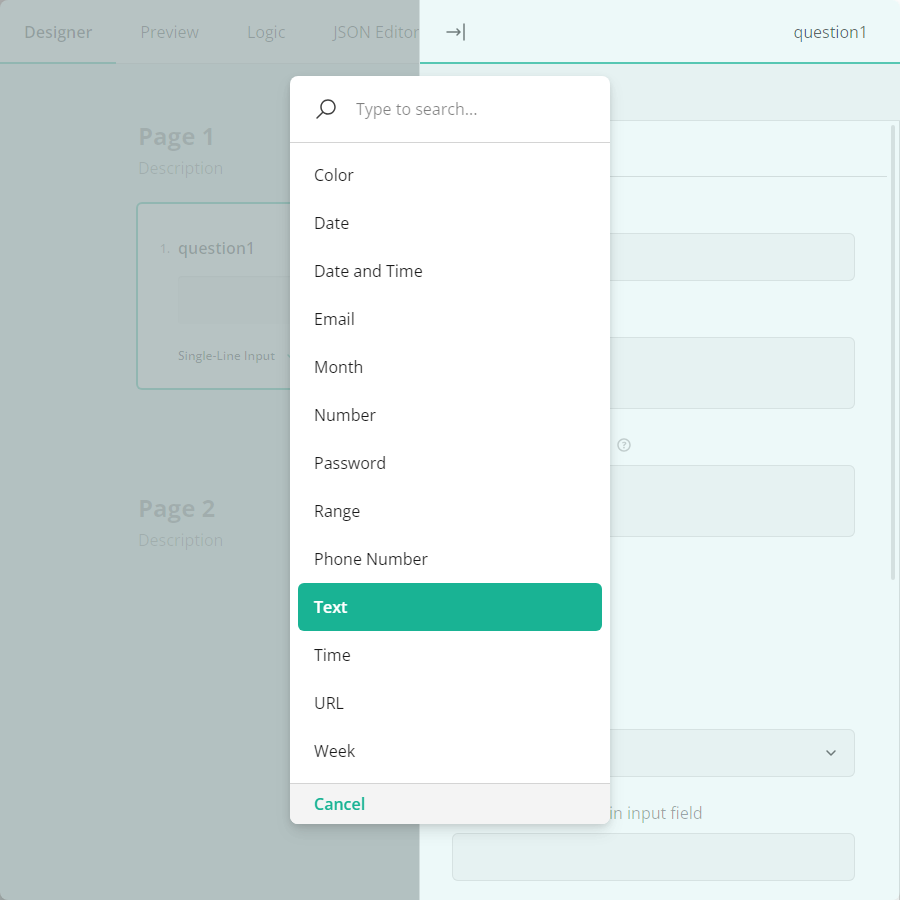 Designer
Preview
Logic
JSON Editor
question1
Type to search...
Page 1
Description
1. question1
Single-Line Input
Color
Date
Date and Time
Email
Month
Number
Password
Range
Phone Number
Text
Time
URL
Week
Cancel
Page 2
Description
?
in input field